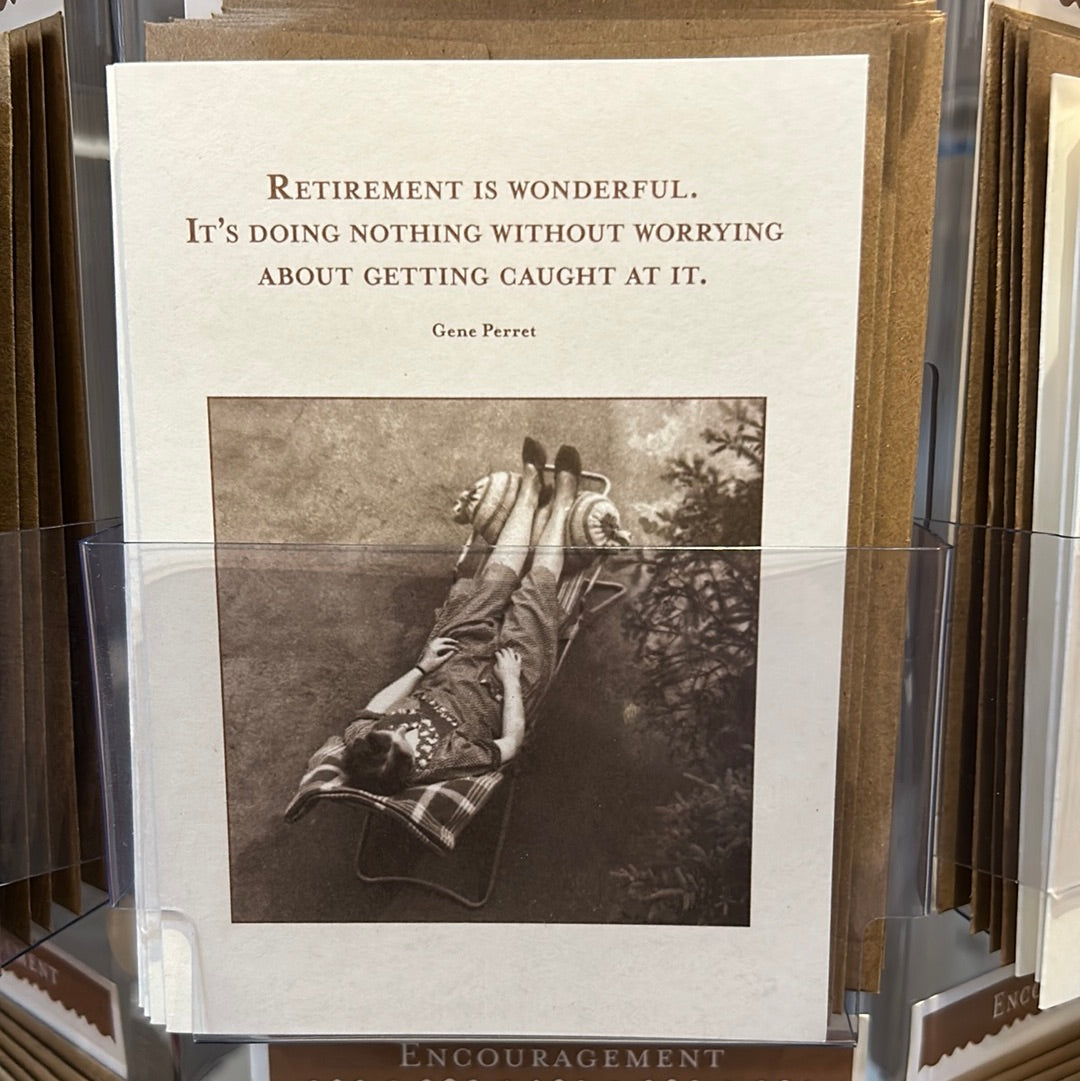 Retirement is wonderful.
It's doing nothing without worrying
about getting caught at it.
Gene Perret
Encouragement